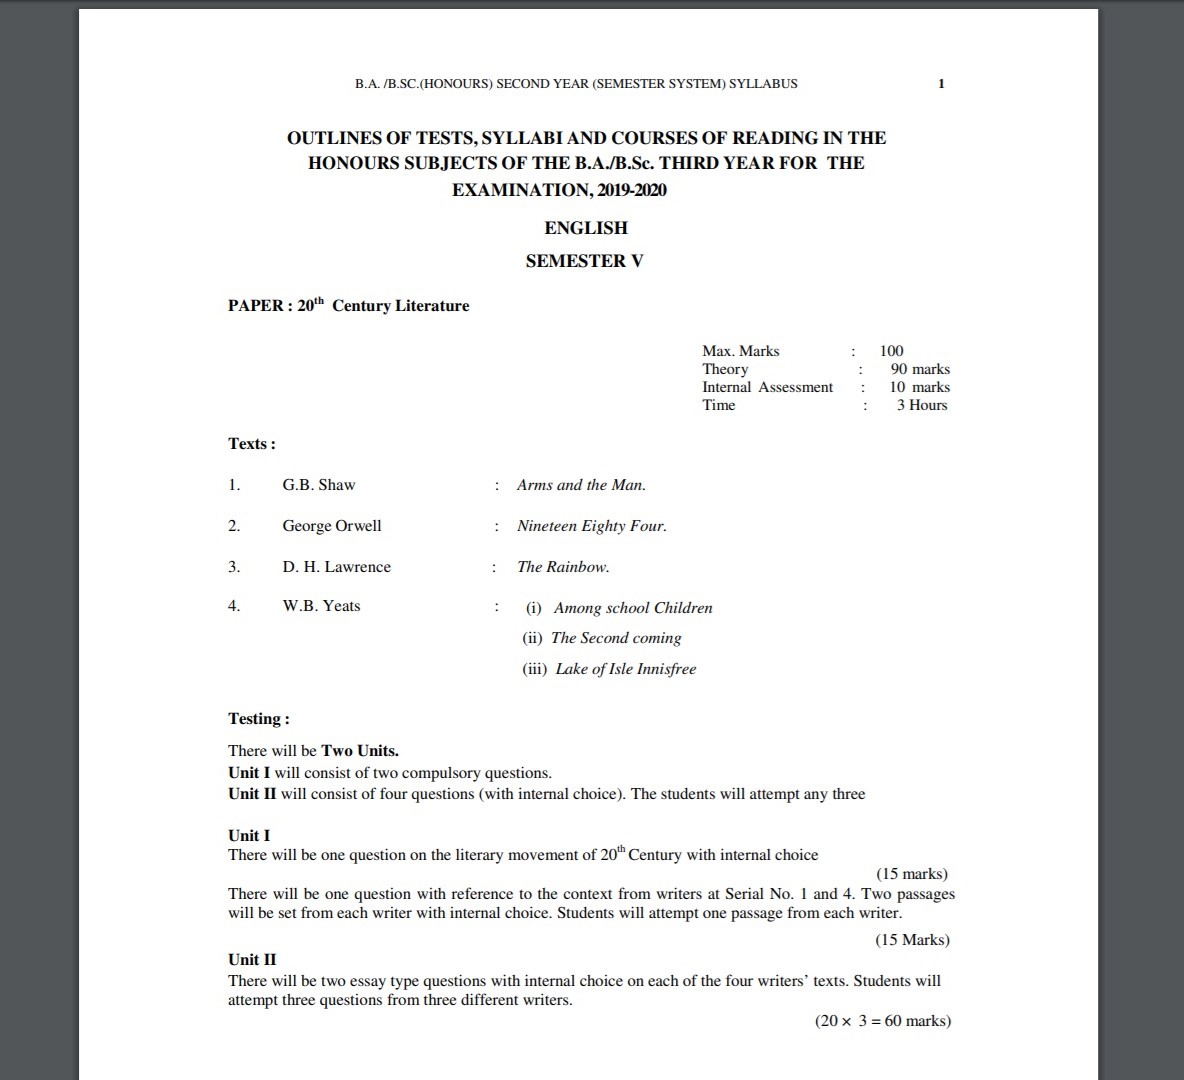 B.A. /B.SC.(HONOURS) SECOND YEAR (SEMESTER SYSTEM) SYLLABUS 1
OUTLINES OF TESTS, SYLLABI AND COURSES OF READING IN THE
HONOURS SUBJECTS OF THE B.A./B.Sc. THIRD YEAR FOR THE
EXAMINATION, 2019-2020
ENGLISH
SEMESTER V
PAPER : 20th Century Literature
Max. Marks : 100
Theory : 90 marks
Internal Assessment : 10 marks
Time : 3 Hours
Texts :
1. G.B. Shaw : Arms and the Man.
2. George Orwell : Nineteen Eighty Four.
3. D. H. Lawrence : The Rainbow.
4. W.B. Yeats : (i) Among school Children
(ii) The Second coming
(iii) Lake of Isle Innisfree
Testing :
There will be Two Units.
Unit I will consist of two compulsory questions.
Unit II will consist of four questions (with internal choice). The students will attempt any three
Unit I
There will be one question on the literary movement of 20th Century with internal choice
(15 marks)
There will be one question with reference to the context from writers at Serial No. 1 and 4. Two passages
will be set from each writer with internal choice. Students will attempt one passage from each writer.
(15 Marks)
Unit II
There will be two essay type questions with internal choice on each of the four writers’ texts. Students will
attempt three questions from three different writers.
(20 × 3 = 60 marks)